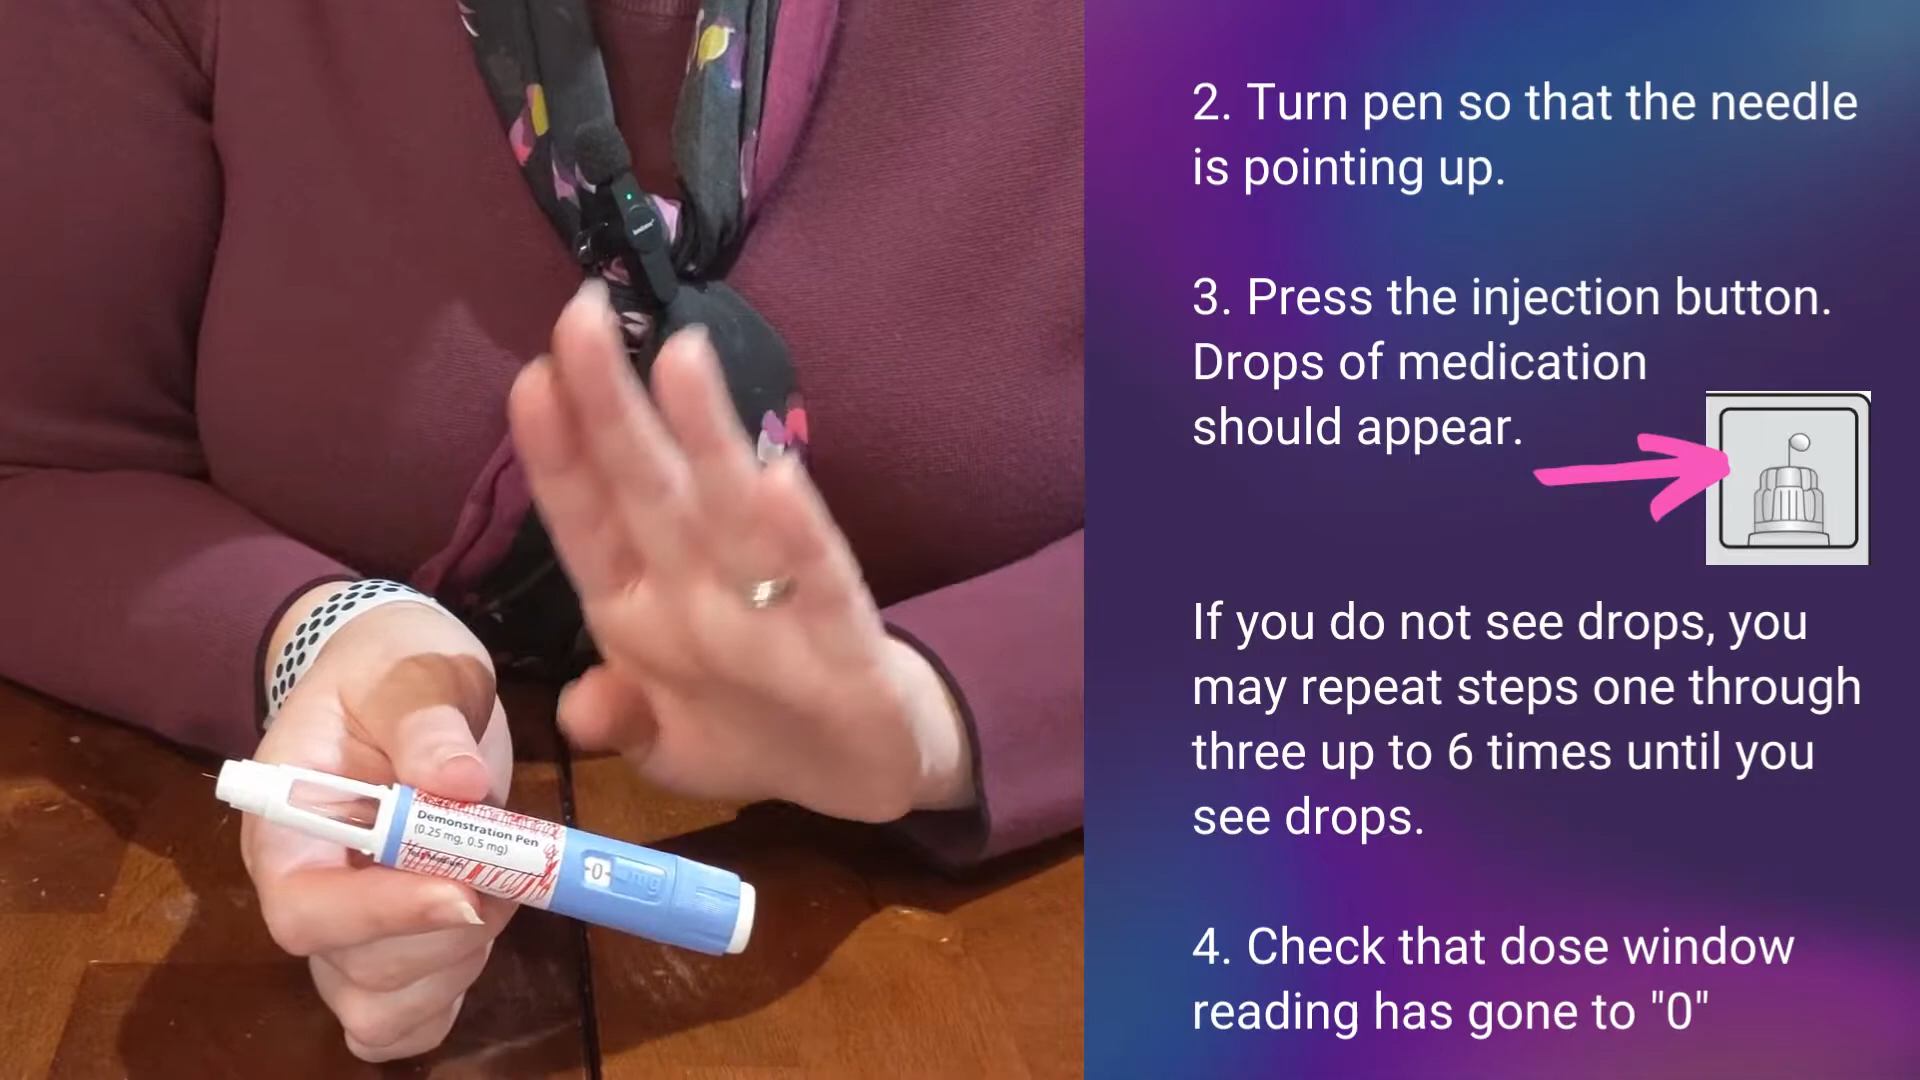 2. Turn pen so that the needle
is pointing up.
3. Press the injection button.
Drops of medication
should appear.
If you do not see drops, you
may repeat steps one through
three up to 6 times until you
see drops.
4. Check that dose window
reading has gone to "0"
Demonstration Pen
(0.25 mg, 0.5 mg)
-0-
mg